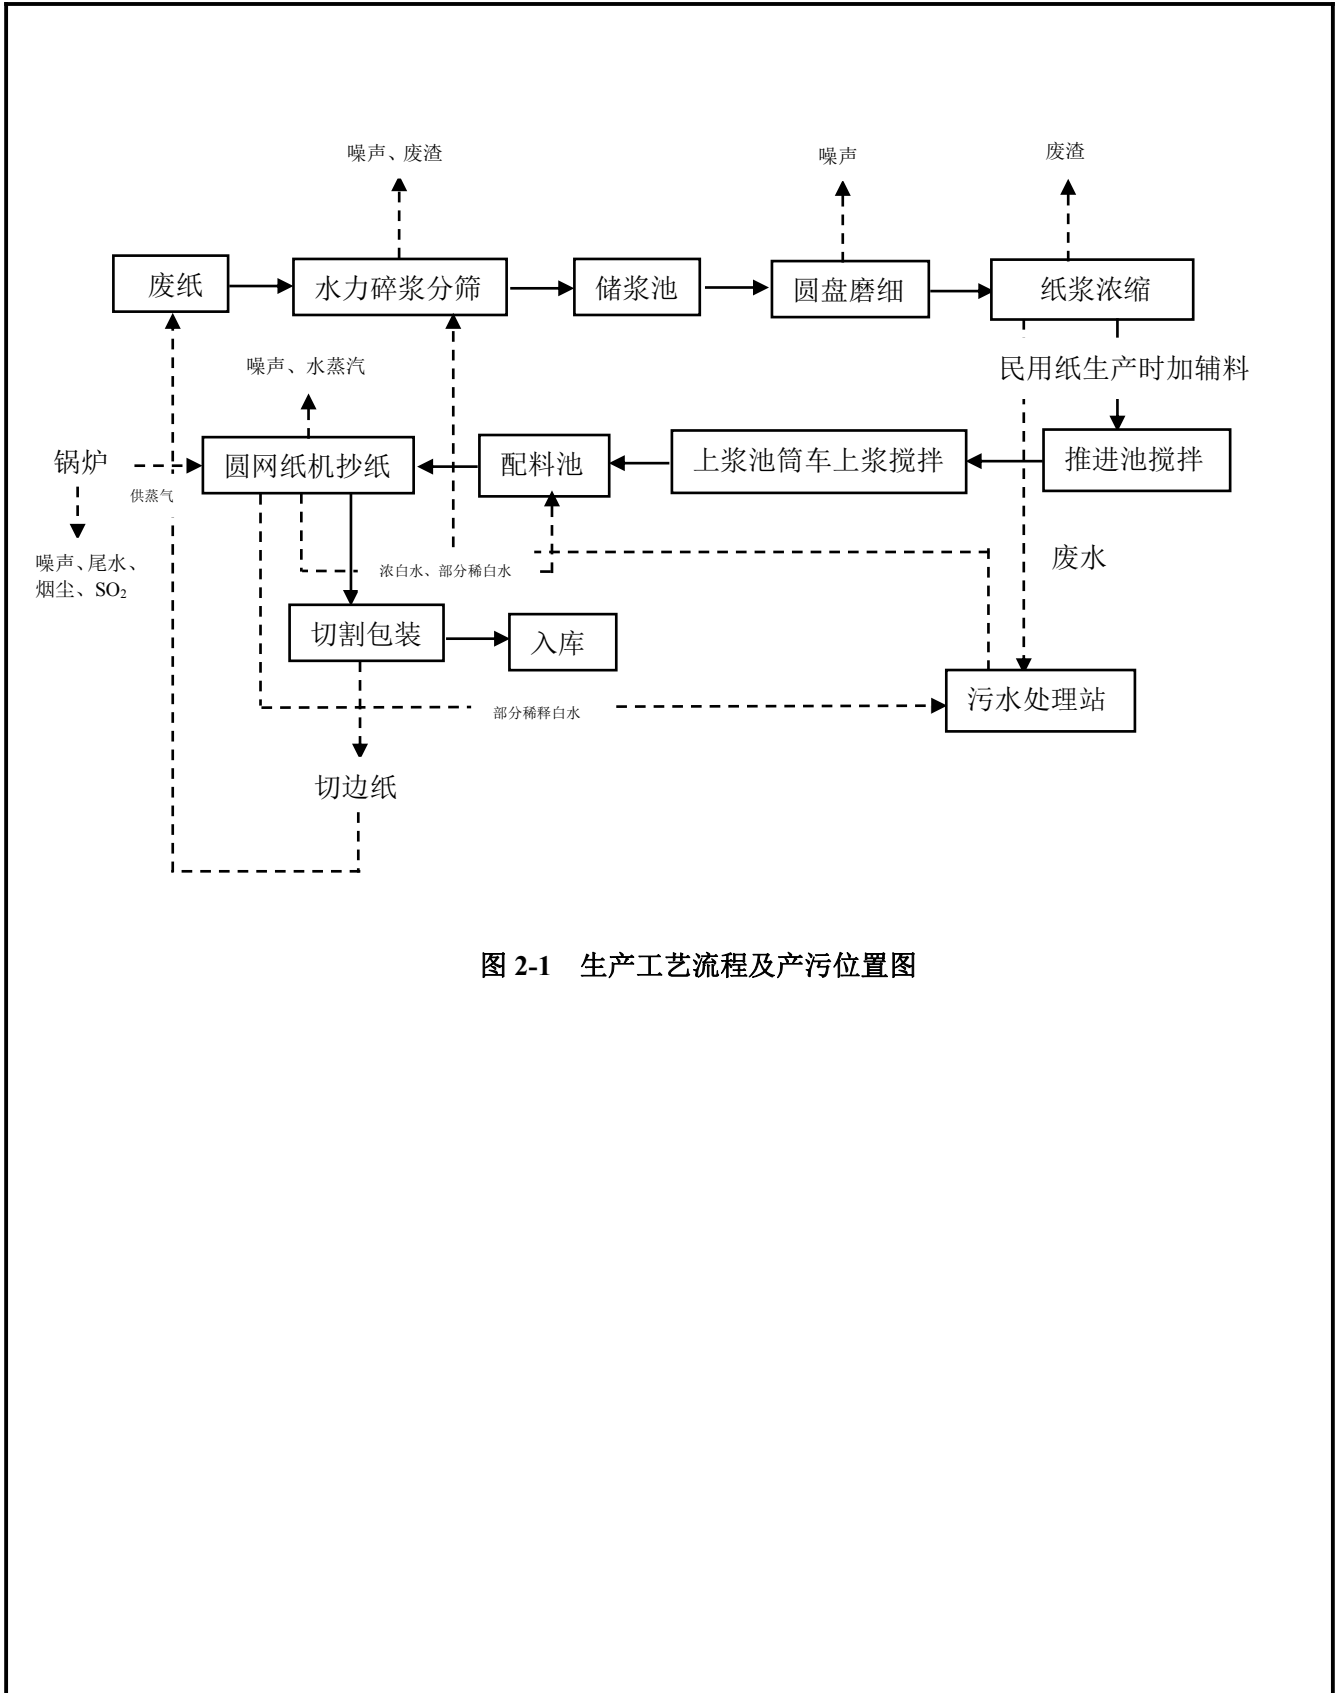 噪声、废渣
噪声
废渣
废纸
水力碎浆分筛
储浆池
圆盘磨细
纸浆浓缩
噪声、水蒸汽
民用纸生产时加辅料
锅炉
供蒸气
圆网纸机抄纸
配料池
上浆池筒车上浆搅拌
推进池搅拌
噪声、尾水、
烟尘、SO₂
浓白水、部分稀白水
废水
切割包装
入库
污水处理站
部分稀释白水
切边纸
图 2-1 生产工艺流程及产污位置图